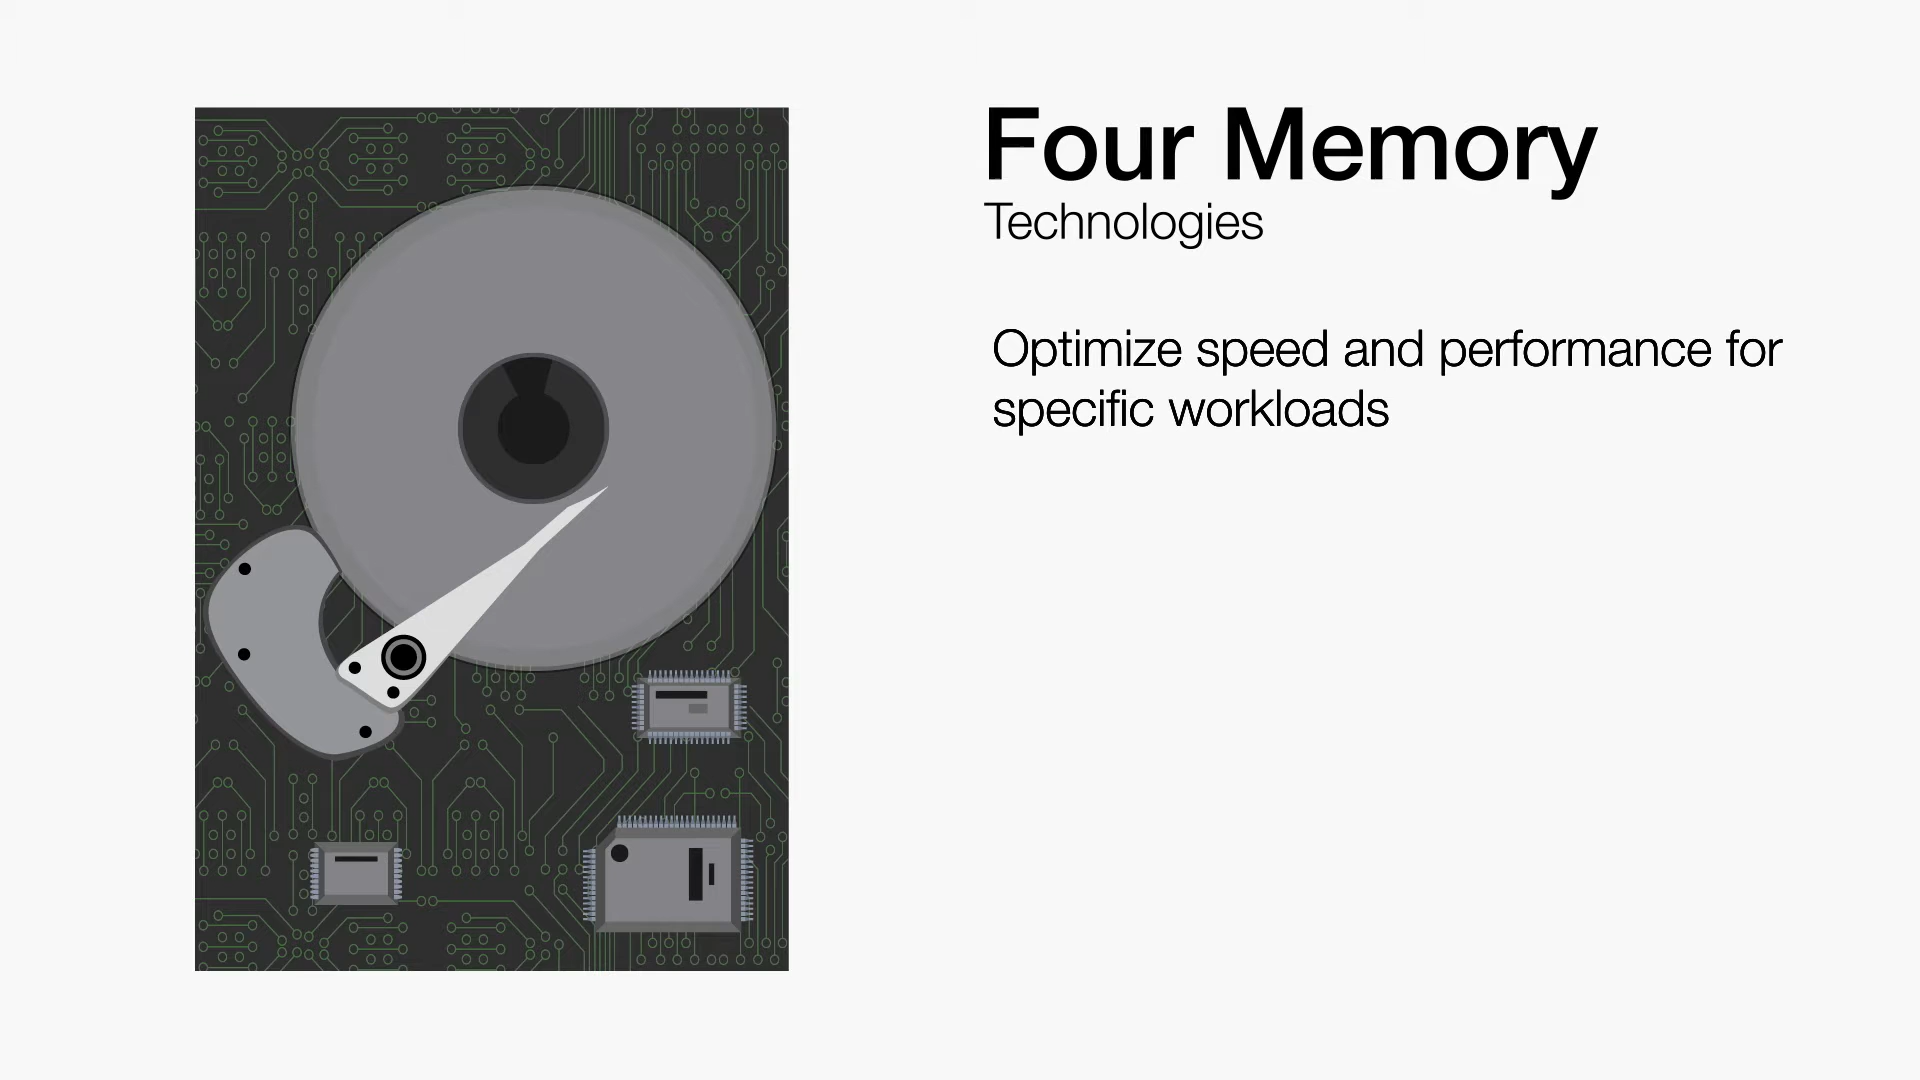 Four Memory
Technologies
Optimize speed and performance for
specific workloads